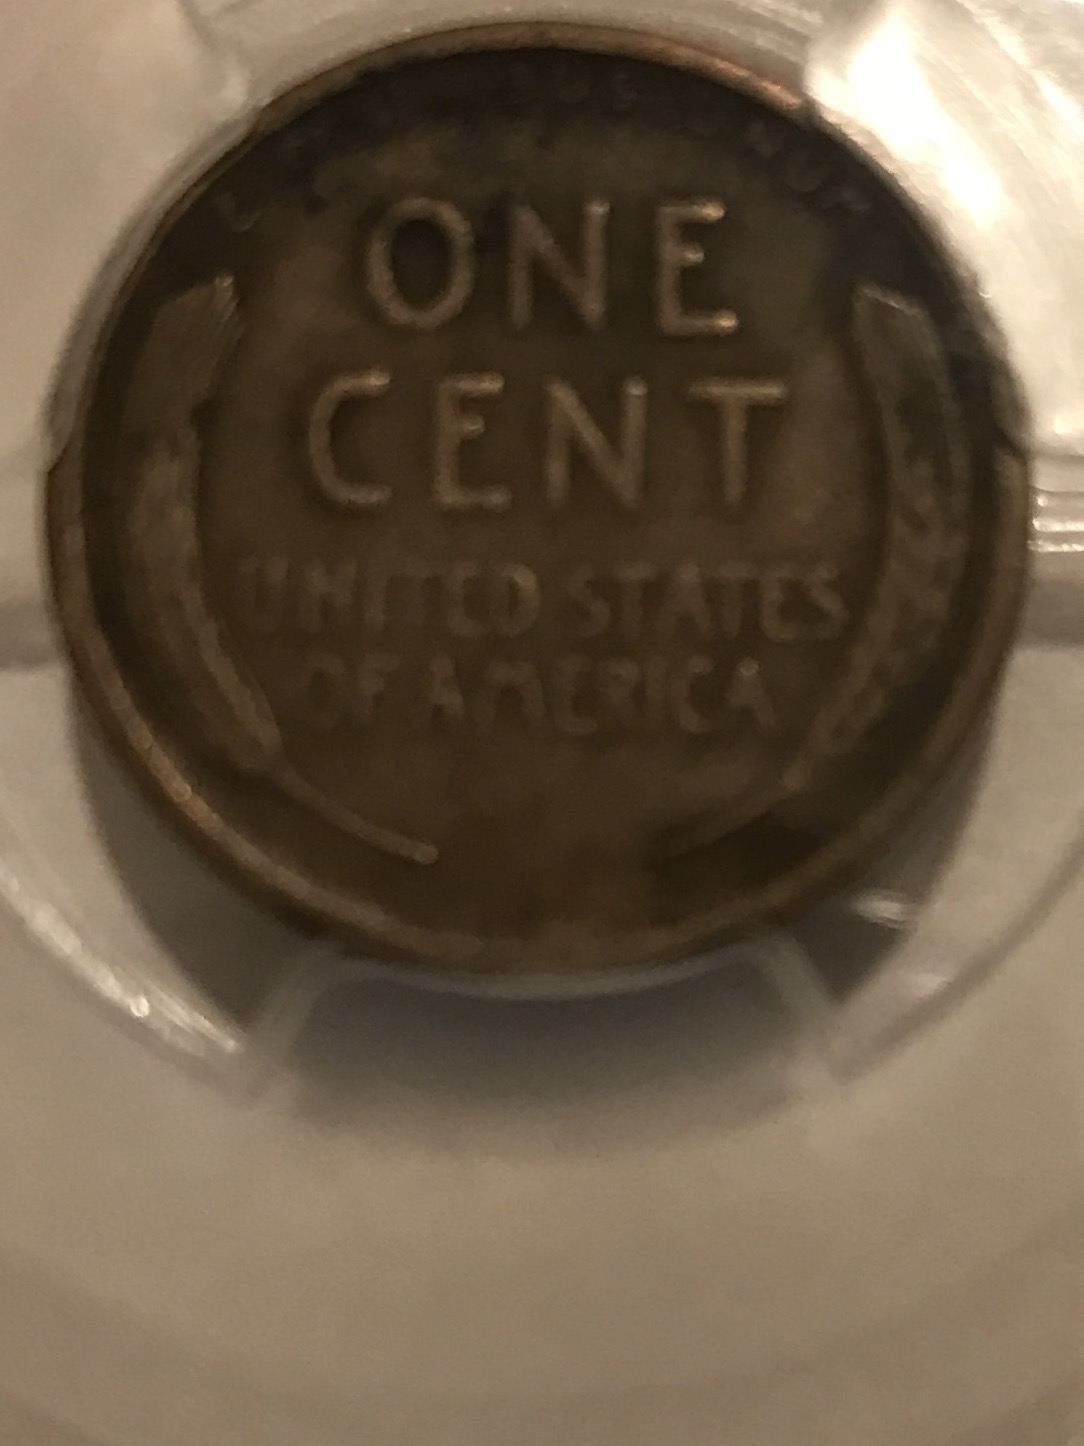 ONE
CENT
UNITED STATES
OF AMERICA